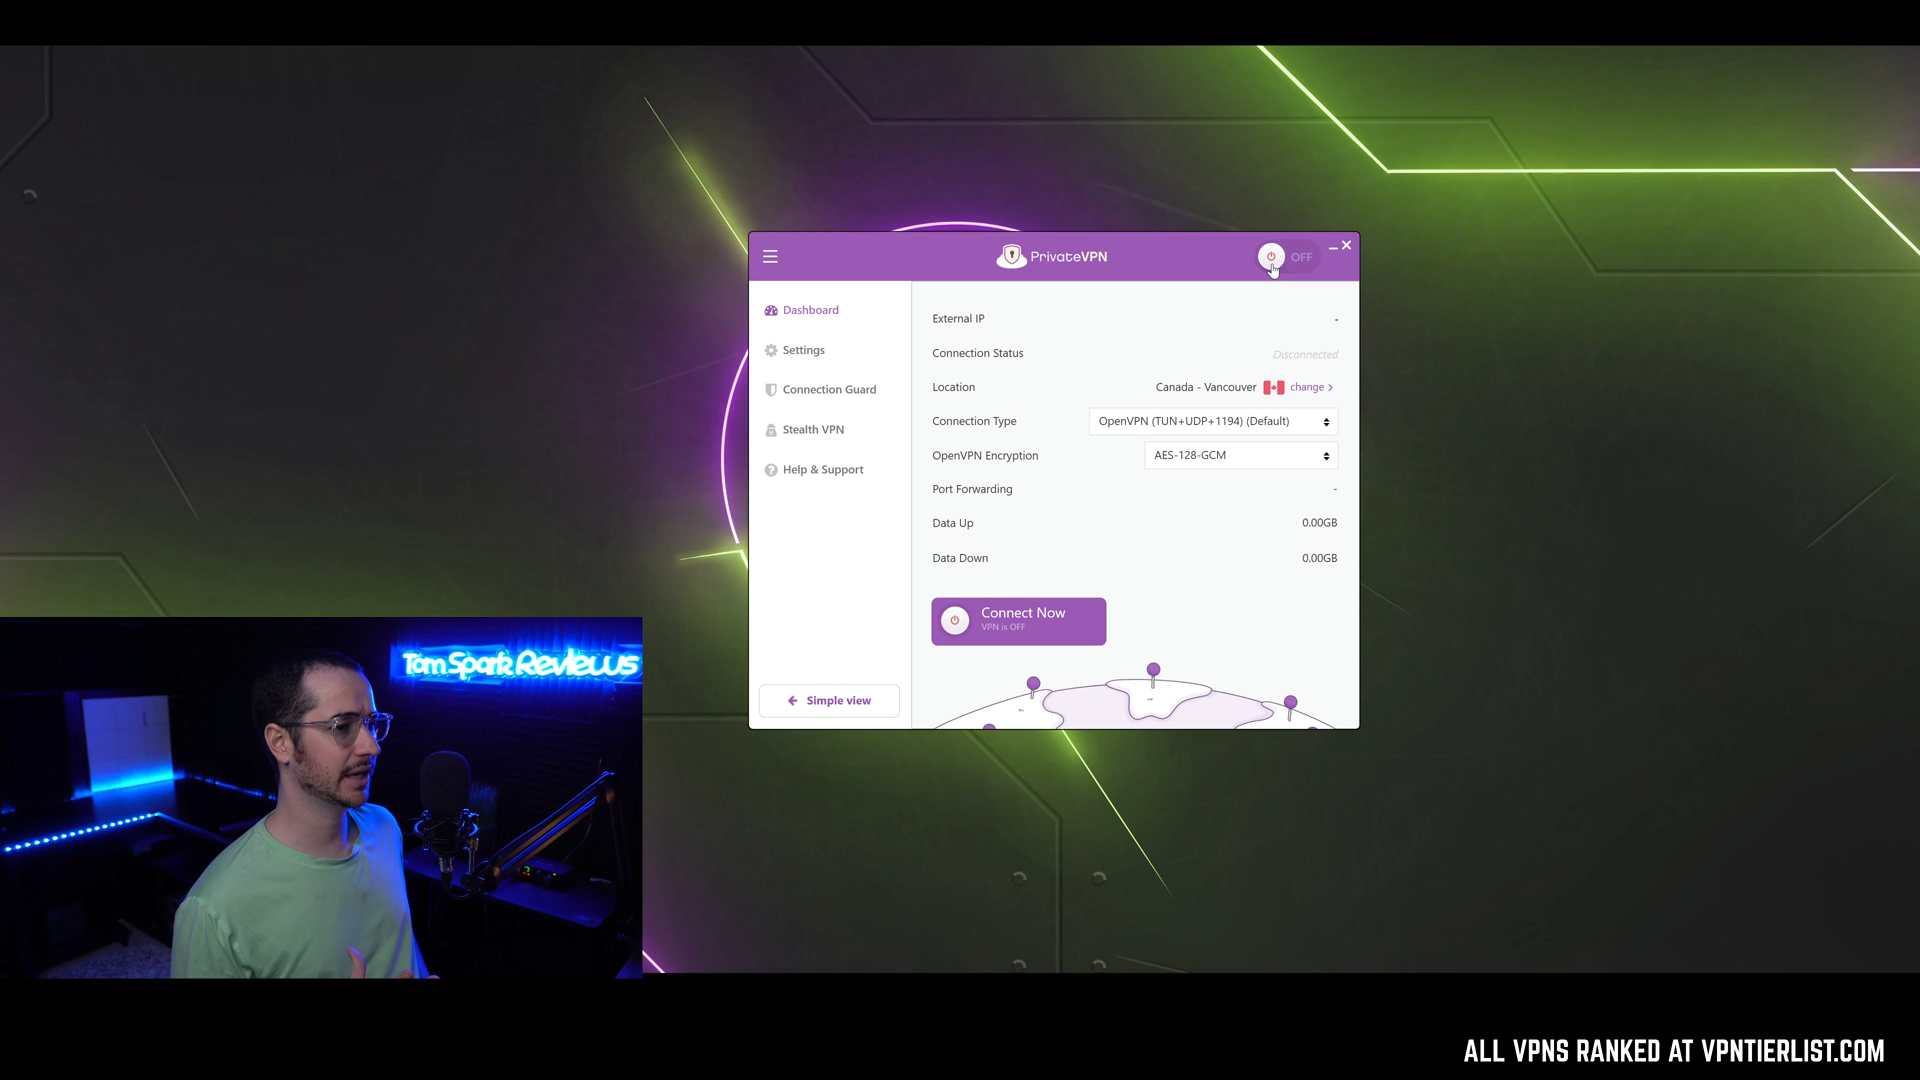 PrivateVPN
OFF
Dashboard
Settings
Connection Guard
Stealth VPN
Help & Support
Simple view
External IP -
Connection Status Disconnected
Location Canada - Vancouver change >
Connection Type OpenVPN (TUN+UDP+1194) (Default)
OpenVPN Encryption AES-128-GCM
Port Forwarding -
Data Up 0.00GB
Data Down 0.00GB
Connect Now
VPN is OFF
Tom Spark Reviews
ALL VPNS RANKED AT VPNTIERLIST.COM